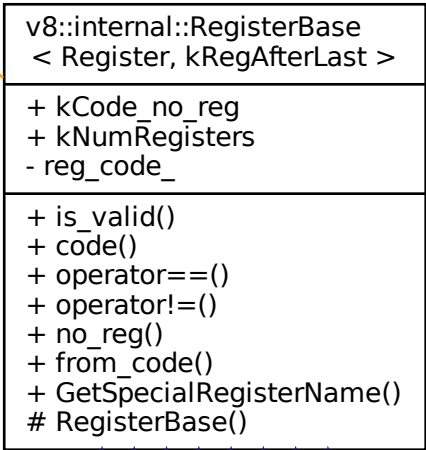 v8::internal::RegisterBase
< Register, kRegAfterLast >
+ kCode_no_reg
+ kNumRegisters
- reg_code_
+ is_valid()
+ code()
+ operator==()
+ operator!=()
+ no_reg()
+ from_code()
+ GetSpecialRegisterName()
# RegisterBase()